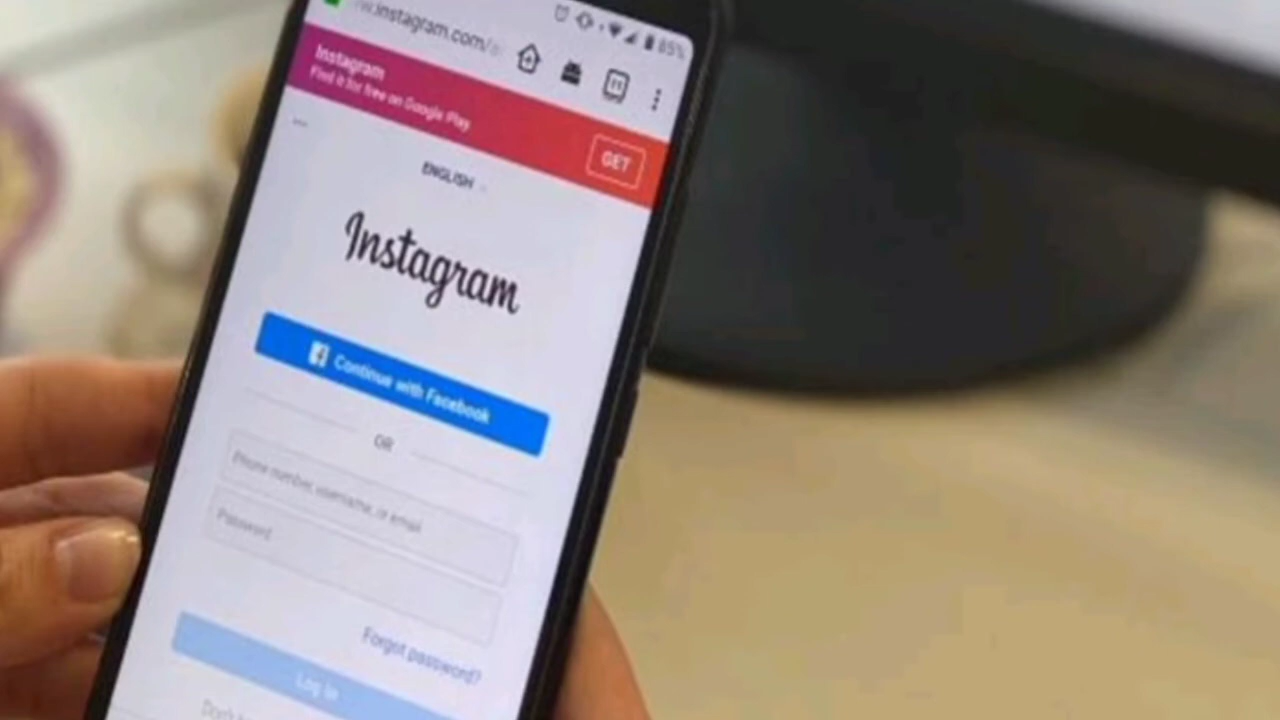 .instagram.com/a
85%
Instagram
Find it for free on Google Play
GET
ENGLISH
Instagram
Continue with Facebook
OR
Phone number, username, or email
Password
Forgot password?
Log In
Don't